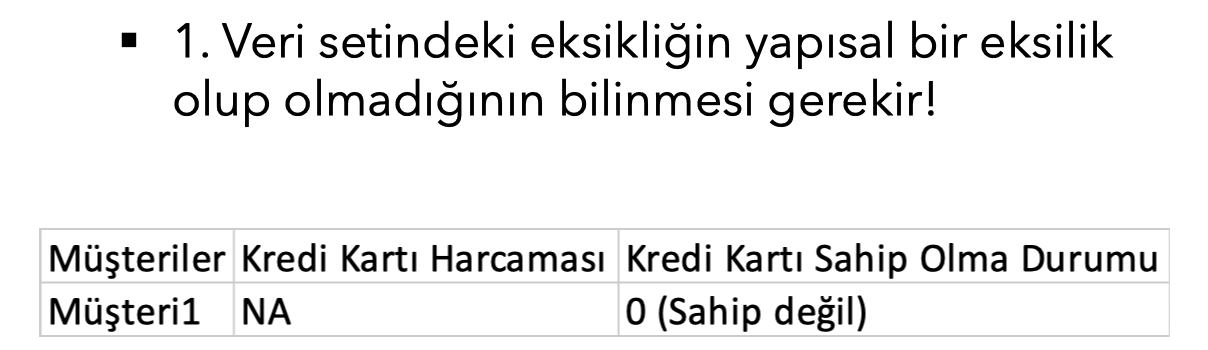 ▪ 1. Veri setindeki eksikliğin yapısal bir eksilik
olup olmadığının bilinmesi gerekir!
Müşteriler Kredi Kartı Harcaması Kredi Kartı Sahip Olma Durumu
Müşteri1 NA 0 (Sahip değil)